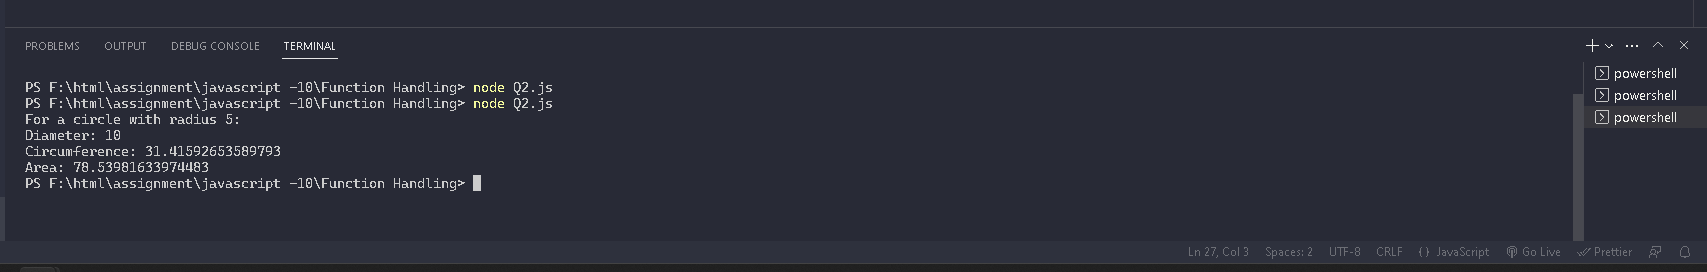 PROBLEMS OUTPUT DEBUG CONSOLE TERMINAL
PS F:\html\assignment\javascript -10\Function Handling> node Q2.js
PS F:\html\assignment\javascript -10\Function Handling> node Q2.js
For a circle with radius 5:
Diameter: 10
Circumference: 31.41592653589793
Area: 78.53981633974483
PS F:\html\assignment\javascript -10\Function Handling>
powershell
powershell
powershell
Ln 27, Col 3 Spaces: 2 UTF-8 CRLF {} JavaScript Go Live Prettier